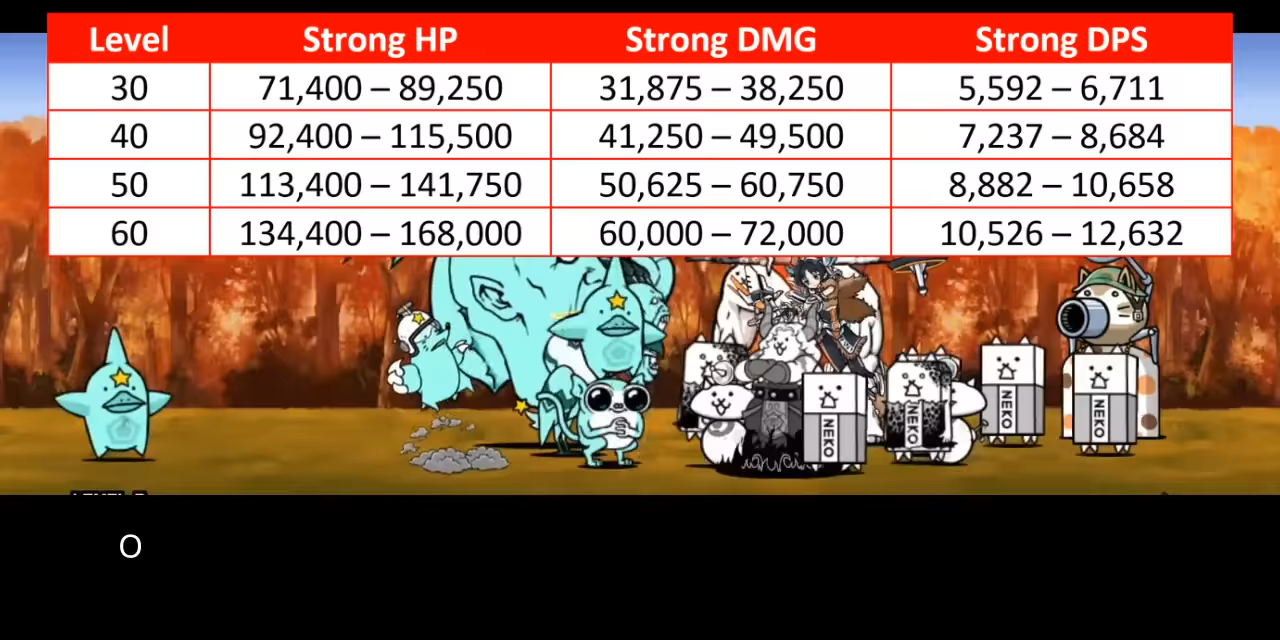 Level Strong HP Strong DMG Strong DPS
30 71,400 – 89,250 31,875 – 38,250 5,592 – 6,711
40 92,400 – 115,500 41,250 – 49,500 7,237 – 8,684
50 113,400 – 141,750 50,625 – 60,750 8,882 – 10,658
60 134,400 – 168,000 60,000 – 72,000 10,526 – 12,632
NEKO
NEKO
NEKO
NEKO
O